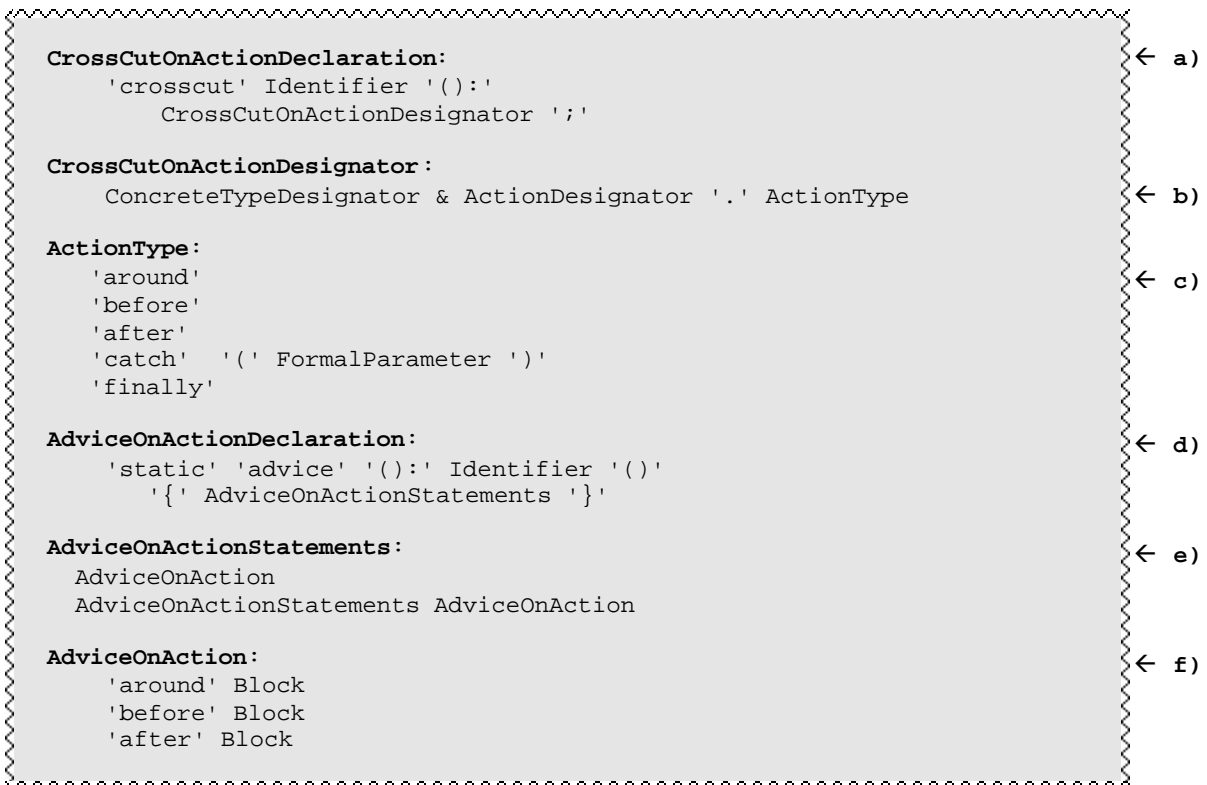 CrossCutOnActionDeclaration: ← a)
'crosscut' Identifier '():'
CrossCutOnActionDesignator ';'
CrossCutOnActionDesignator:
ConcreteTypeDesignator & ActionDesignator '.' ActionType ← b)
ActionType:
'around' ← c)
'before'
'after'
'catch' '(' FormalParameter ')'
'finally'
AdviceOnActionDeclaration: ← d)
'static' 'advice' '():' Identifier '()'
'{' AdviceOnActionStatements '}'
AdviceOnActionStatements: ← e)
AdviceOnAction
AdviceOnActionStatements AdviceOnAction
AdviceOnAction: ← f)
'around' Block
'before' Block
'after' Block